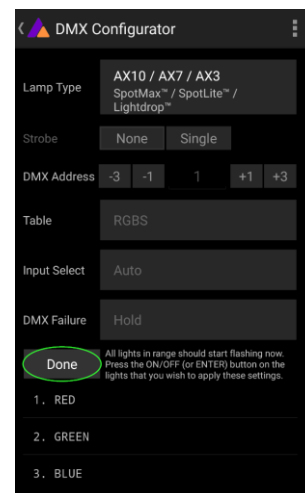 DMX Configurator
Lamp Type
AX10 / AX7 / AX3
SpotMax™ / SpotLite™ /
Lightdrop™
Strobe None Single
DMX Address -3 -1 1 +1 +3
Table RGBS
Input Select Auto
DMX Failure Hold
Done
All lights in range should start flashing now.
Press the ON/OFF (or ENTER) button on the
lights that you wish to apply these settings.
1. RED
2. GREEN
3. BLUE